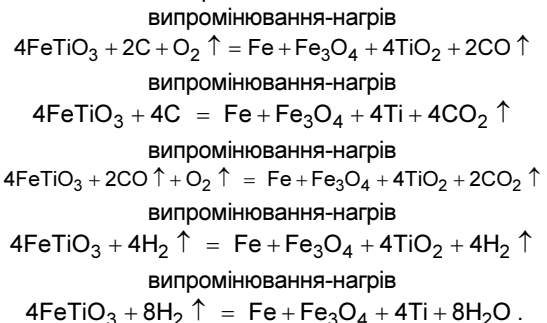 випромінювання-нагрів
4FeTiO₃ + 2C + O₂ ↑ = Fe + Fe₃O₄ + 4TiO₂ + 2CO ↑
випромінювання-нагрів
4FeTiO₃ + 4C = Fe + Fe₃O₄ + 4Ti + 4CO₂ ↑
випромінювання-нагрів
4FeTiO₃ + 2CO ↑ + O₂ ↑ = Fe + Fe₃O₄ + 4TiO₂ + 2CO₂ ↑
випромінювання-нагрів
4FeTiO₃ + 4H₂ ↑ = Fe + Fe₃O₄ + 4TiO₂ + 4H₂ ↑
випромінювання-нагрів
4FeTiO₃ + 8H₂ ↑ = Fe + Fe₃O₄ + 4Ti + 8H₂O .